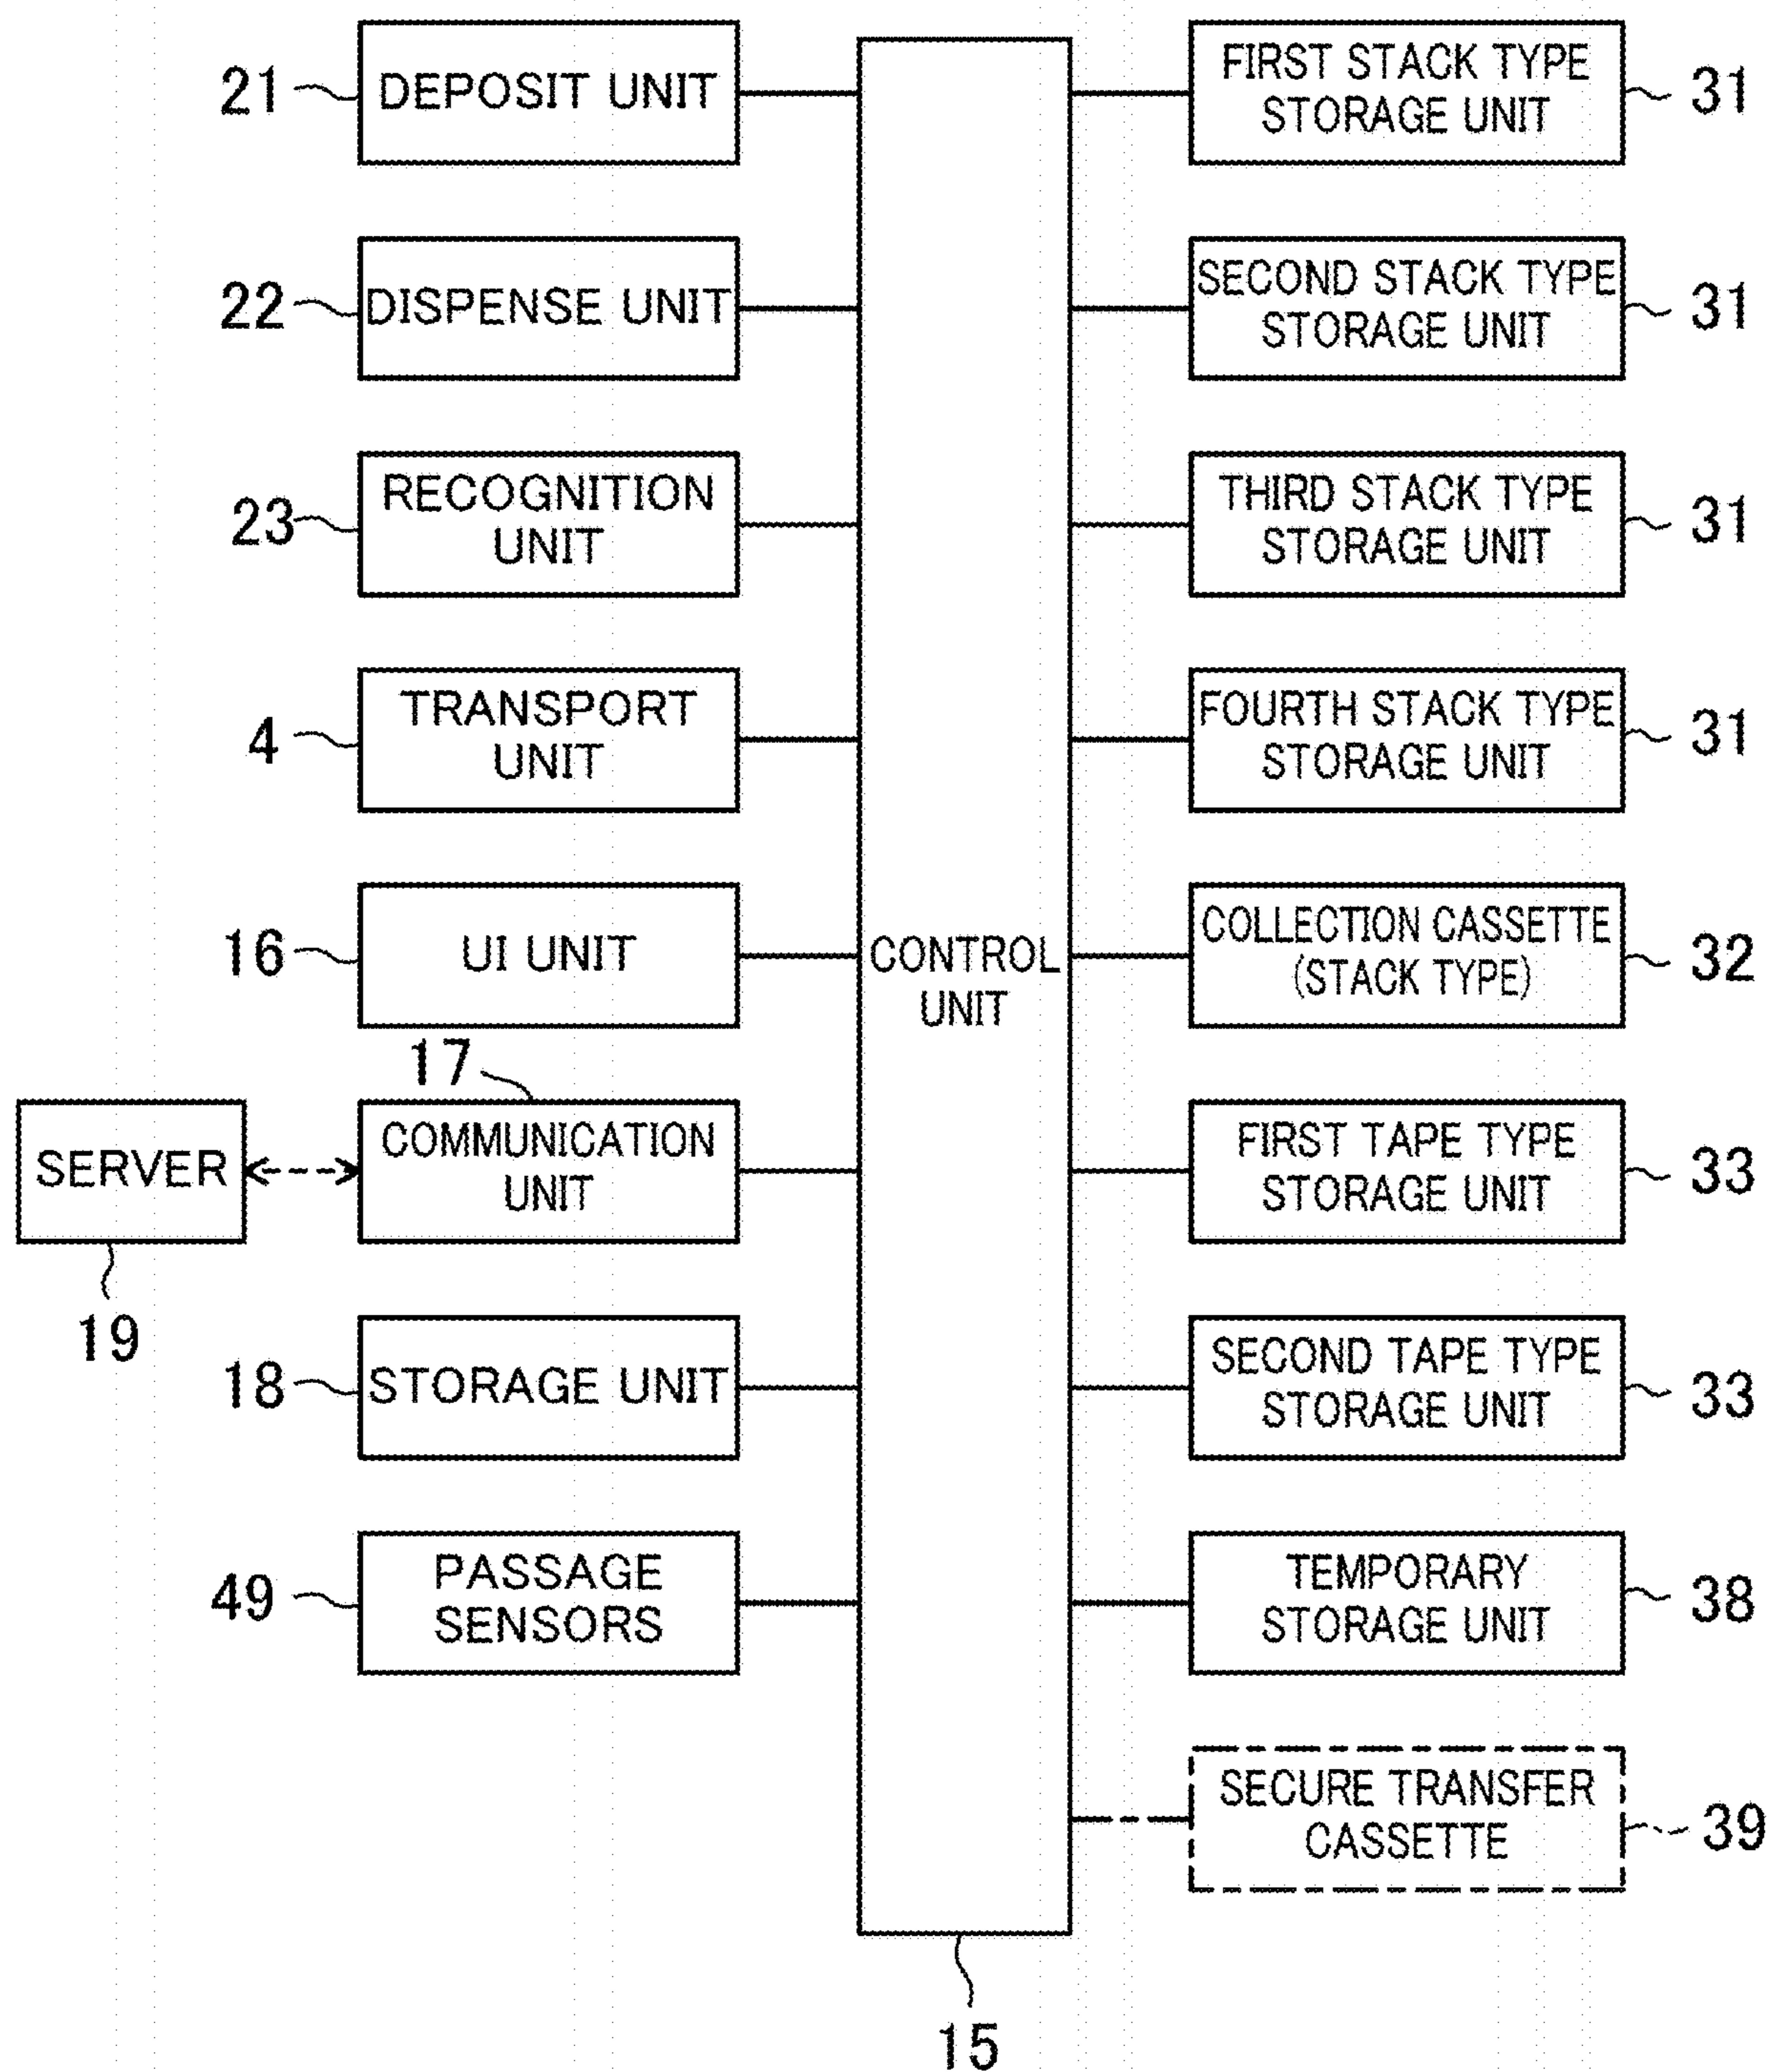 21
DEPOSIT UNIT
FIRST STACK TYPE
STORAGE UNIT
31
22
DISPENSE UNIT
SECOND STACK TYPE
STORAGE UNIT
31
23
RECOGNITION
UNIT
THIRD STACK TYPE
STORAGE UNIT
31
4
TRANSPORT
UNIT
FOURTH STACK TYPE
STORAGE UNIT
31
16
UI UNIT
CONTROL
UNIT
COLLECTION CASSETTE
(STACK TYPE)
32
17
SERVER
19
COMMUNICATION
UNIT
FIRST TAPE TYPE
STORAGE UNIT
33
18
STORAGE UNIT
SECOND TAPE TYPE
STORAGE UNIT
33
49
PASSAGE
SENSORS
TEMPORARY
STORAGE UNIT
38
SECURE TRANSFER
CASSETTE
39
15